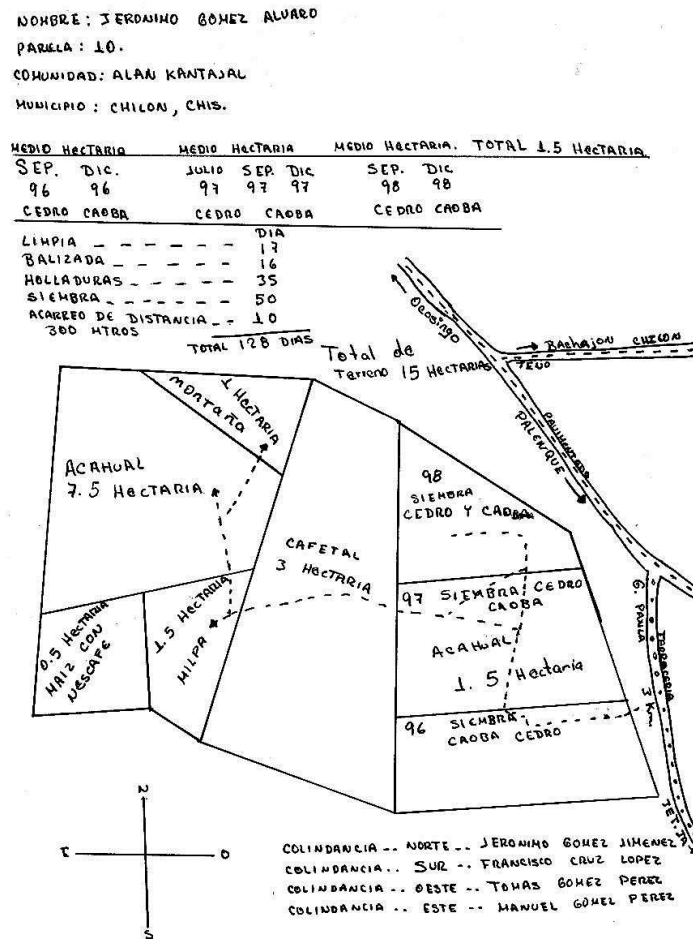 NOMBRE: JERONIMO GOMEZ ALVARO
PARELA: 10.
COMUNIDAD: ALAN KANTAJAL
MUNICIPIO: CHILON, CHIS.
MEDIO HECTARIA MEDIO HECTARIA MEDIO HECTARIA. TOTAL 1.5 HECTARIA.
SEP. DIC. JULIO SEP. DIC SEP. DIC
96 96 97 97 97 98 98
CEDRO CAOBA CEDRO CAOBA CEDRO CAOBA
DIA
LIMPIA - - - - - - - 17
BALIZADA - - - - - - 16
HOLLADURAS - - - - - 35
SIEMBRA - - - - - - 50
ACARREO DE DISTANCIA - - 10
300 MTROS
TOTAL 128 DIAS
Total de
TERRENO 15 HECTARIAS
OCOSINGO
BACHAJON CHILON
TENO
PALENQUE
PAVIMENTADA
MONTAÑA
1 HECTARIA
ACAHUAL
7.5 HECTARIA
CAFETAL
3 HECTARIA
98
SIEMBRA
CEDRO Y CAOBA
97 SIEMBRA CEDRO
CAOBA
ACAHUAL
1.5 Hectaria
96 SIEMBRA
CAOBA CEDRO
0.5 HECTARIA
MAIZ CON
NESCAFE
1.5 HECTARIA
MILPA
TERRACERIA
3 Km
N
E O
S
COLINDANCIA .. NORTE .. JERONIMO GOMEZ JIMENEZ
COLINDANCIA .. SUR .. FRANCISCO CRUZ LOPEZ
COLINDANCIA .. OESTE .. TOMAS GOMEZ PEREZ
COLINDANCIA .. ESTE .. MANUEL GOMEZ PEREZ